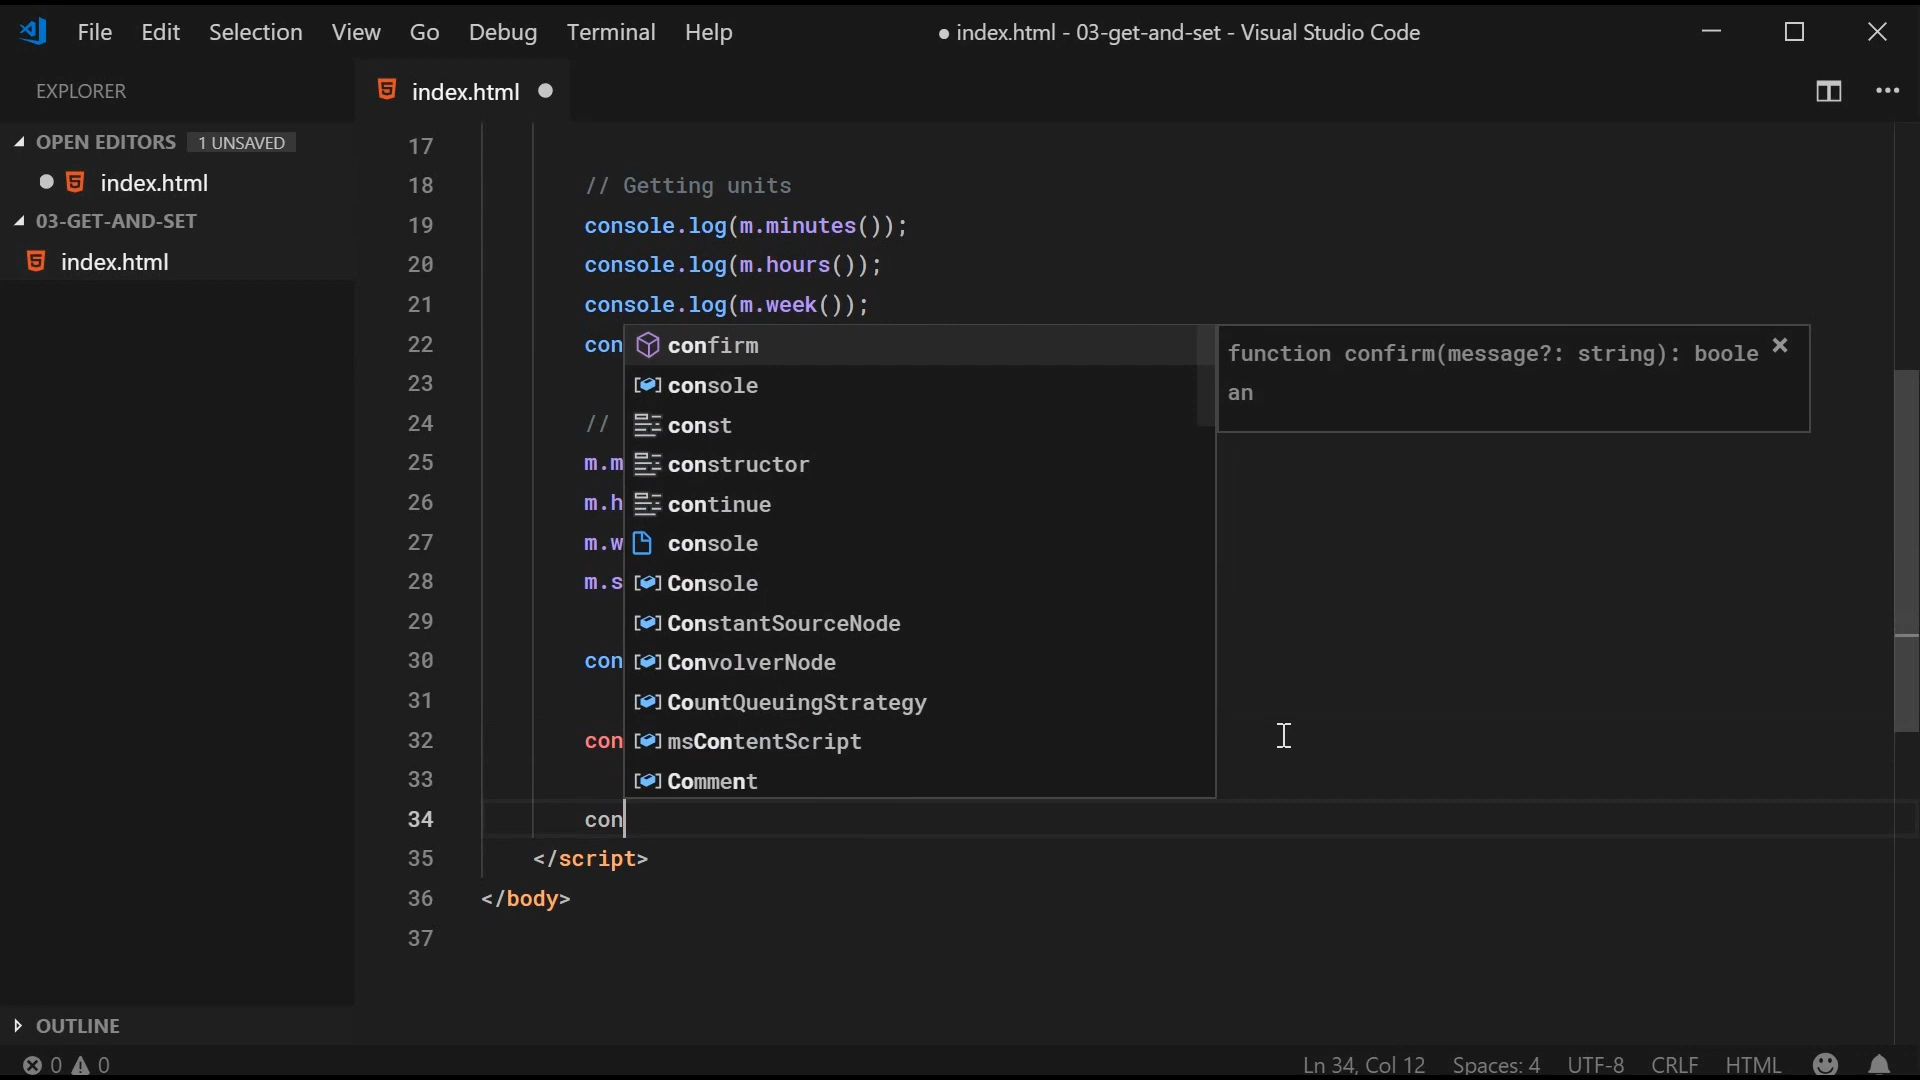 File Edit Selection View Go Debug Terminal Help
● index.html - 03-get-and-set - Visual Studio Code
EXPLORER
OPEN EDITORS 1 UNSAVED
index.html
03-GET-AND-SET
index.html
OUTLINE
index.html
17
18 // Getting units
19 console.log(m.minutes());
20 console.log(m.hours());
21 console.log(m.week());
22 con
23
24 //
25 m.m
26 m.h
27 m.w
28 m.s
29
30 con
31
32 con
33
34 con
35 </script>
36 </body>
37
confirm
console
const
constructor
continue
console
Console
ConstantSourceNode
ConvolverNode
CountQueuingStrategy
msContentScript
Comment
function confirm(message?: string): boole
an
0 0
Ln 34, Col 12 Spaces: 4 UTF-8 CRLF HTML